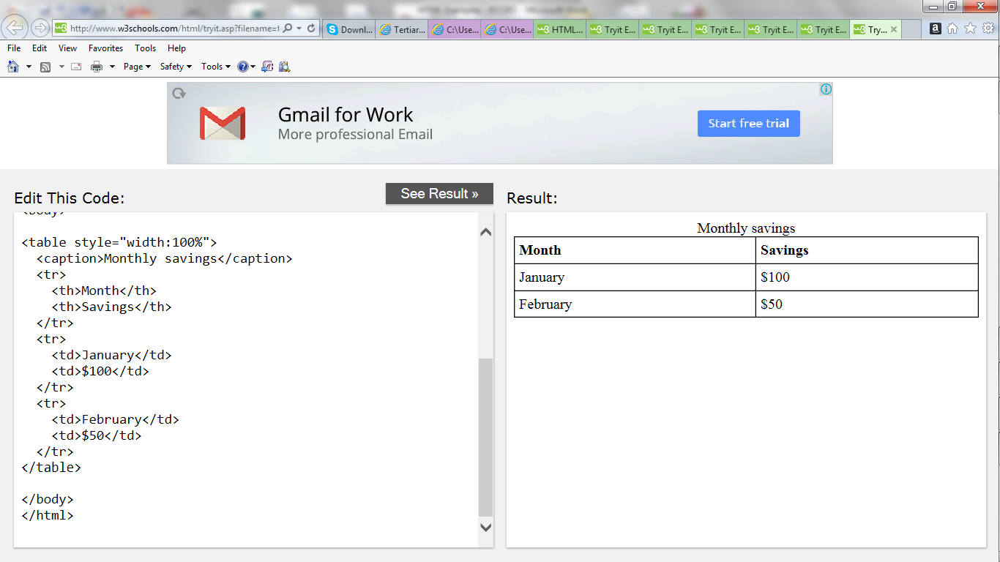 http://www.w3schools.com/html/tryit.asp?filename=t
Downl...
Tertiar...
C:\Use...
C:\Use...
HTML...
Tryit E...
Tryit E...
Tryit E...
Tryit E...
Tryit E...
Try...
File Edit View Favorites Tools Help
Page Safety Tools
Gmail for Work
More professional Email
Start free trial
Edit This Code:
See Result »
<table style="width:100%">
  <caption>Monthly savings</caption>
  <tr>
    <th>Month</th>
    <th>Savings</th>
  </tr>
  <tr>
    <td>January</td>
    <td>$100</td>
  </tr>
  <tr>
    <td>February</td>
    <td>$50</td>
  </tr>
</table>
</body>
</html>
Result:
Monthly savings
Month Savings
January $100
February $50